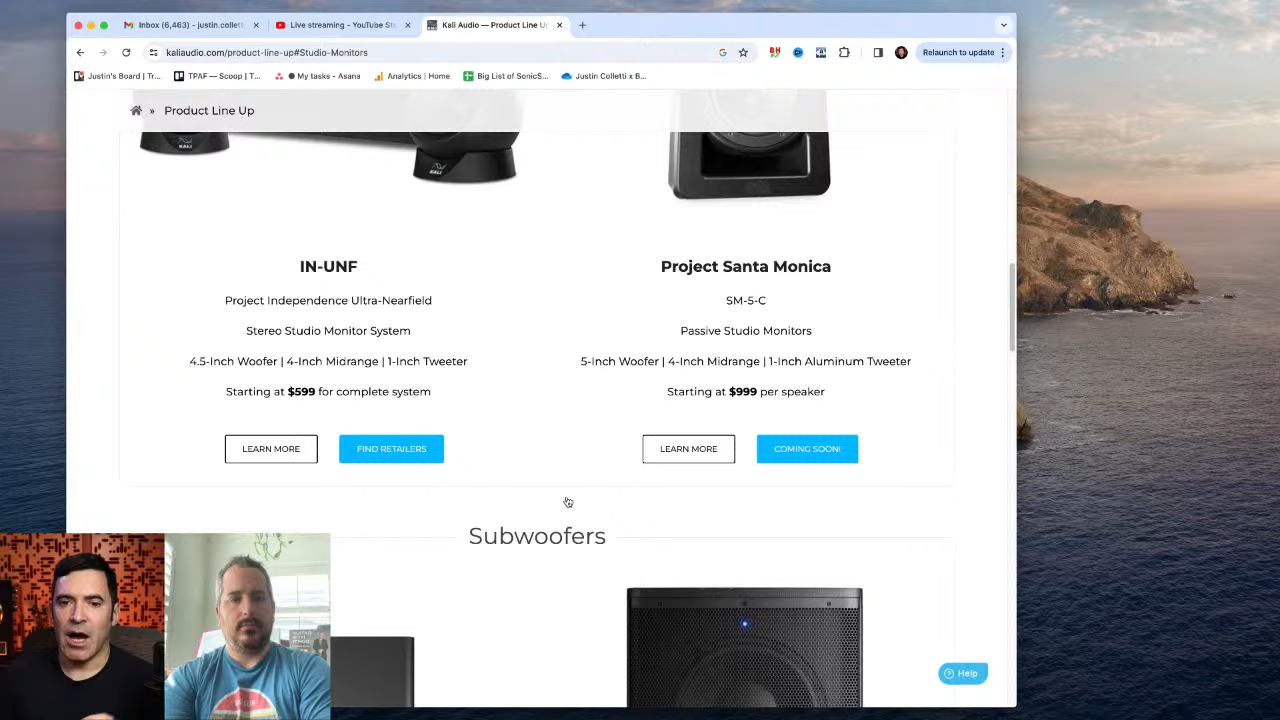 Inbox (6,463) - justin.collett
Live streaming - YouTube St
Kali Audio — Product Line Up
kaliaudio.com/product-line-up#Studio-Monitors
Relaunch to update
Justin's Board | Tr...
TPAF — Scoop | T...
My tasks - Asana
Analytics | Home
Big List of SonicS...
Justin Colletti x B...
» Product Line Up
KALI
KALI
IN-UNF
Project Independence Ultra-Nearfield
Stereo Studio Monitor System
4.5-Inch Woofer | 4-Inch Midrange | 1-Inch Tweeter
Starting at $599 for complete system
LEARN MORE
FIND RETAILERS
Project Santa Monica
SM-5-C
Passive Studio Monitors
5-Inch Woofer | 4-Inch Midrange | 1-Inch Aluminum Tweeter
Starting at $999 per speaker
LEARN MORE
COMING SOON!
Subwoofers
Help